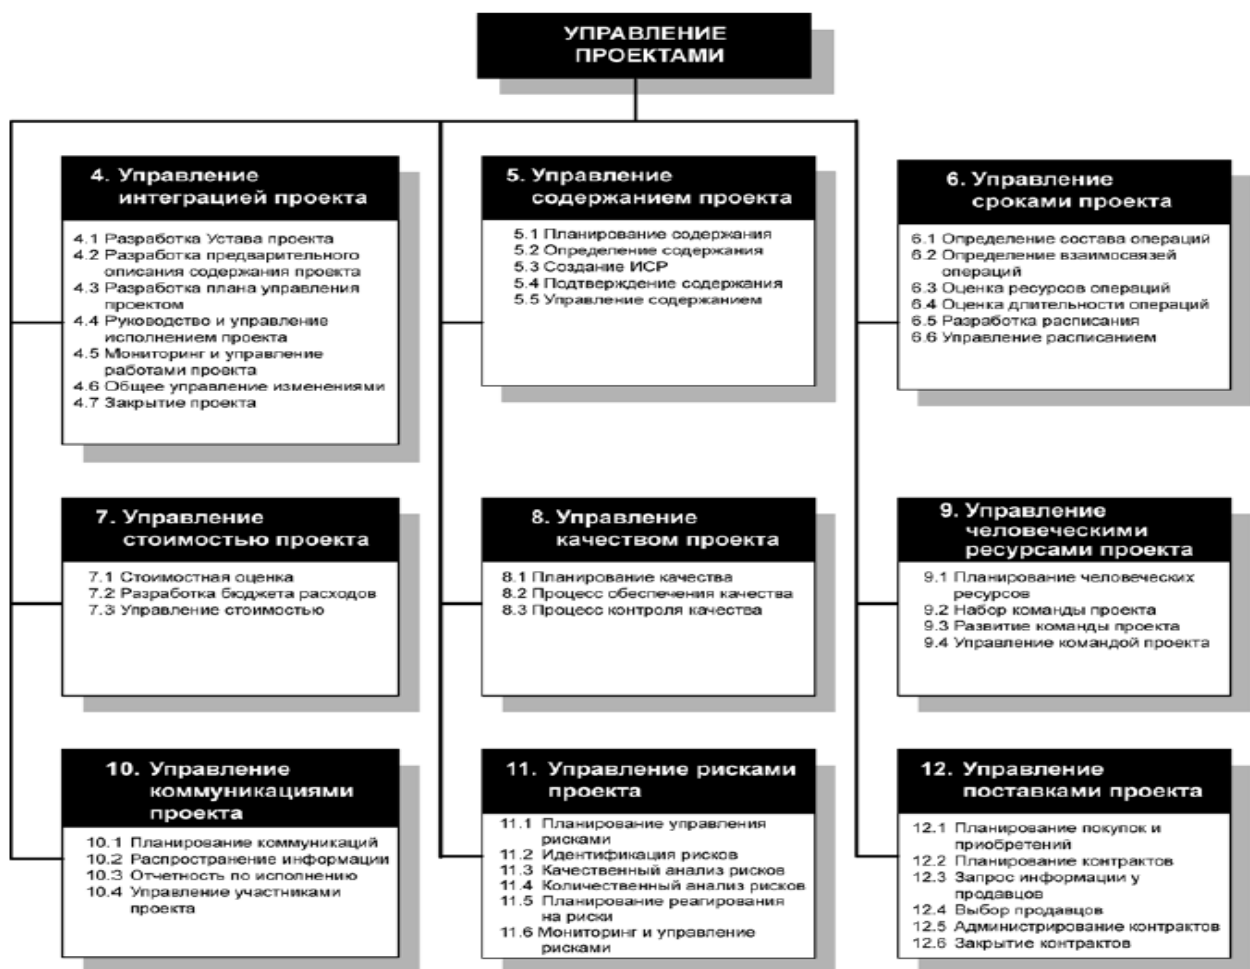 УПРАВЛЕНИЕ
ПРОЕКТАМИ
4. Управление
интеграцией проекта
4.1 Разработка Устава проекта
4.2 Разработка предварительного
описания содержания проекта
4.3 Разработка плана управления
проектом
4.4 Руководство и управление
исполнением проекта
4.5 Мониторинг и управление
работами проекта
4.6 Общее управление изменениями
4.7 Закрытие проекта
5. Управление
содержанием проекта
5.1 Планирование содержания
5.2 Определение содержания
5.3 Создание ИСР
5.4 Подтверждение содержания
5.5 Управление содержанием
6. Управление
сроками проекта
6.1 Определение состава операций
6.2 Определение взаимосвязей
операций
6.3 Оценка ресурсов операций
6.4 Оценка длительности операций
6.5 Разработка расписания
6.6 Управление расписанием
7. Управление
стоимостью проекта
7.1 Стоимостная оценка
7.2 Разработка бюджета расходов
7.3 Управление стоимостью
8. Управление
качеством проекта
8.1 Планирование качества
8.2 Процесс обеспечения качества
8.3 Процесс контроля качества
9. Управление
человеческими
ресурсами проекта
9.1 Планирование человеческих
ресурсов
9.2 Набор команды проекта
9.3 Развитие команды проекта
9.4 Управление командой проекта
10. Управление
коммуникациями
проекта
10.1 Планирование коммуникаций
10.2 Распространение информации
10.3 Отчетность по исполнению
10.4 Управление участниками
проекта
11. Управление рисками
проекта
11.1 Планирование управления
рисками
11.2 Идентификация рисков
11.3 Качественный анализ рисков
11.4 Количественный анализ рисков
11.5 Планирование реагирования
на риски
11.6 Мониторинг и управление
рисками
12. Управление
поставками проекта
12.1 Планирование покупок и
приобретений
12.2 Планирование контрактов
12.3 Запрос информации у
продавцов
12.4 Выбор продавцов
12.5 Администрирование контрактов
12.6 Закрытие контрактов